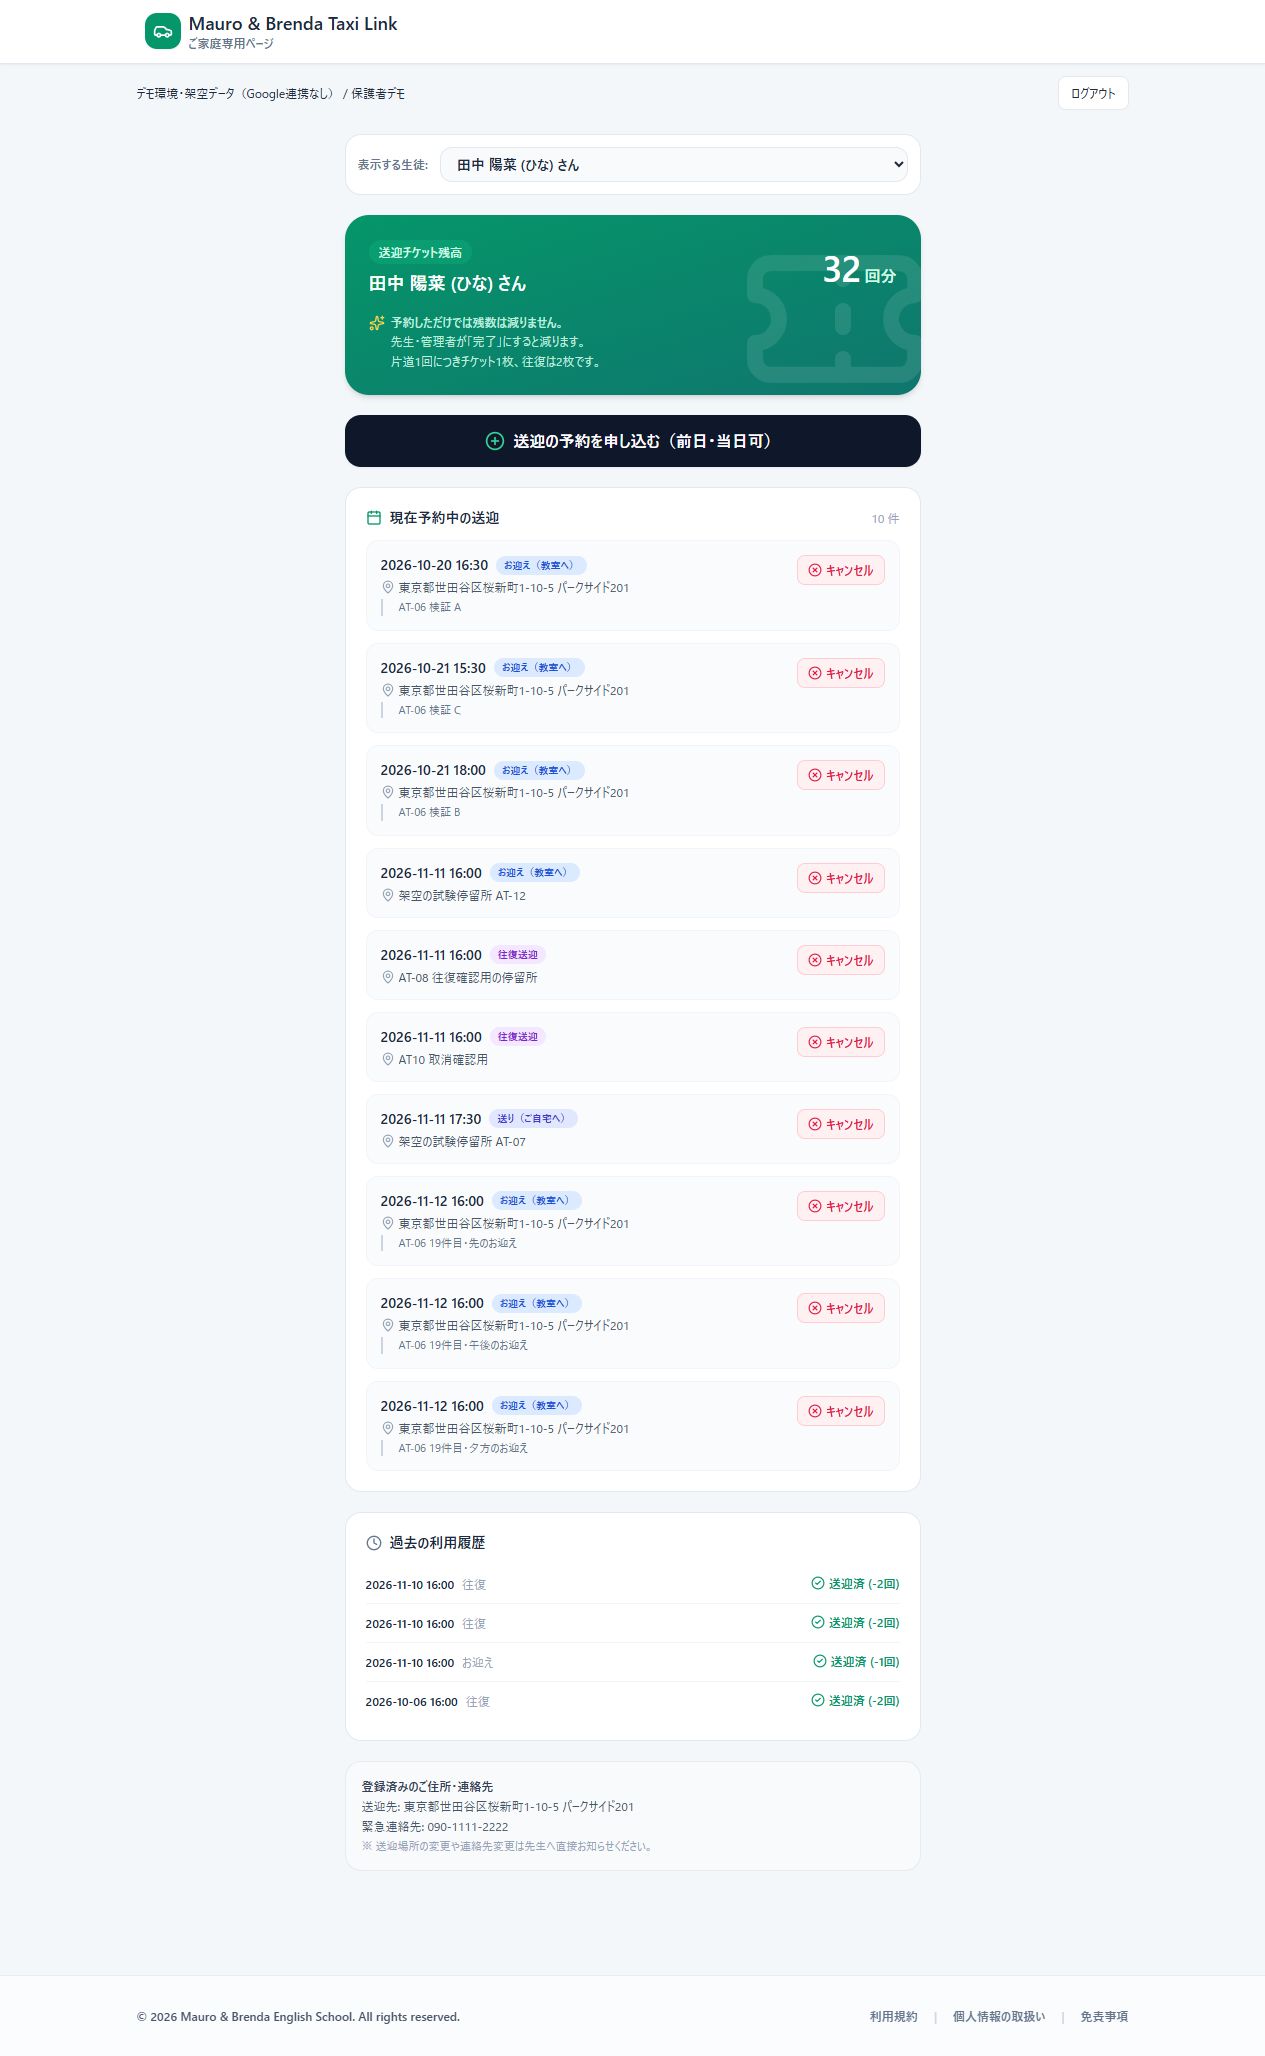 Mauro & Brenda Taxi Link
ご家庭専用ページ
デモ環境・架空データ（Google連携なし） / 保護者デモ
ログアウト
表示する生徒:
田中 陽菜 (ひな) さん
送迎チケット残高
田中 陽菜 (ひな) さん
32 回分
予約しただけでは残数は減りません。
先生・管理者が「完了」にすると減ります。
片道1回につきチケット1枚、往復は2枚です。
送迎の予約を申し込む（前日・当日可）
現在予約中の送迎
10 件
2026-10-20 16:30 お迎え（教室へ）
キャンセル
東京都世田谷区桜新町1-10-5 パークサイド201
AT-06 検証 A
2026-10-21 15:30 お迎え（教室へ）
キャンセル
東京都世田谷区桜新町1-10-5 パークサイド201
AT-06 検証 C
2026-10-21 18:00 お迎え（教室へ）
キャンセル
東京都世田谷区桜新町1-10-5 パークサイド201
AT-06 検証 B
2026-11-11 16:00 お迎え（教室へ）
キャンセル
架空の試験停留所 AT-12
2026-11-11 16:00 往復送迎
キャンセル
AT-08 往復確認用の停留所
2026-11-11 16:00 往復送迎
キャンセル
AT10 取消確認用
2026-11-11 17:30 送り（ご自宅へ）
キャンセル
架空の試験停留所 AT-07
2026-11-12 16:00 お迎え（教室へ）
キャンセル
東京都世田谷区桜新町1-10-5 パークサイド201
AT-06 19件目・先のお迎え
2026-11-12 16:00 お迎え（教室へ）
キャンセル
東京都世田谷区桜新町1-10-5 パークサイド201
AT-06 19件目・午後のお迎え
2026-11-12 16:00 お迎え（教室へ）
キャンセル
東京都世田谷区桜新町1-10-5 パークサイド201
AT-06 19件目・夕方のお迎え
過去の利用履歴
2026-11-10 16:00 往復
送迎済 (-2回)
2026-11-10 16:00 往復
送迎済 (-2回)
2026-11-10 16:00 お迎え
送迎済 (-1回)
2026-10-06 16:00 往復
送迎済 (-2回)
登録済みのご住所・連絡先
送迎先: 東京都世田谷区桜新町1-10-5 パークサイド201
緊急連絡先: 090-1111-2222
※ 送迎場所の変更や連絡先変更は先生へ直接お知らせください。
© 2026 Mauro & Brenda English School. All rights reserved.
利用規約 | 個人情報の取扱い | 免責事項